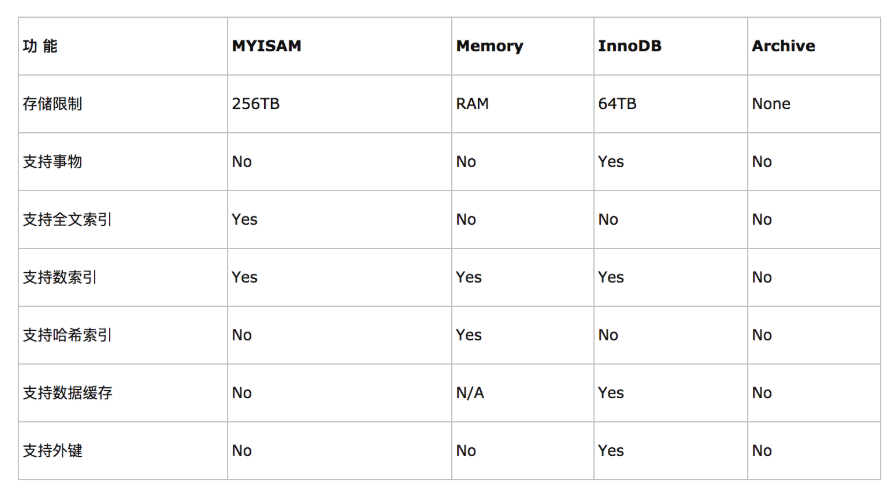 功 能 MYISAM Memory InnoDB Archive
存储限制 256TB RAM 64TB None
支持事物 No No Yes No
支持全文索引 Yes No No No
支持数索引 Yes Yes Yes No
支持哈希索引 No Yes No No
支持数据缓存 No N/A Yes No
支持外键 No No Yes No